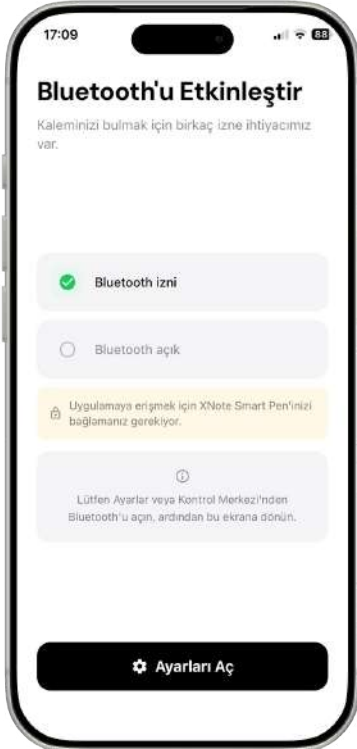 17:09
88
Bluetooth'u Etkinleştir
Kaleminizi bulmak için birkaç izne ihtiyacımız
var.
Bluetooth izni
Bluetooth açık
Uygulamaya erişmek için XNote Smart Pen'inizi
bağlamanız gerekiyor.
Lütfen Ayarlar veya Kontrol Merkezi'nden
Bluetooth'u açın, ardından bu ekrana dönün.
Ayarları Aç